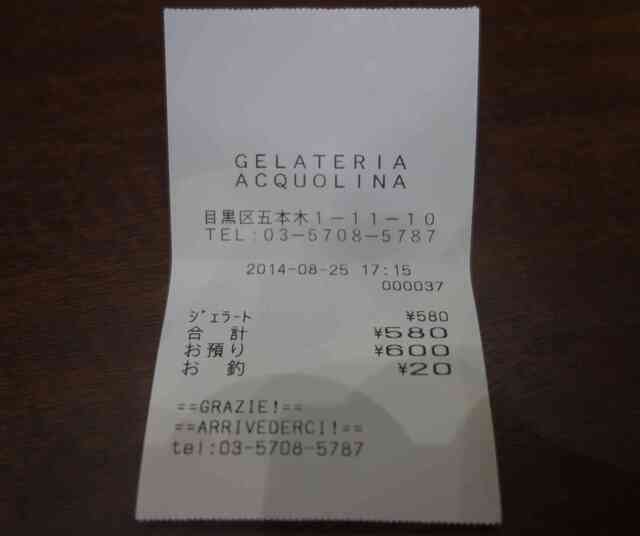 GELATERIA
ACQUOLINA
目黒区五本木1-11-10
TEL:03-5708-5787
2014-08-25 17:15
000037
ｼﾞｪﾗｰﾄ ¥580
合計 ¥580
お預り ¥600
お釣 ¥20
==GRAZIE!==
==ARRIVEDERCI!==
tel:03-5708-5787